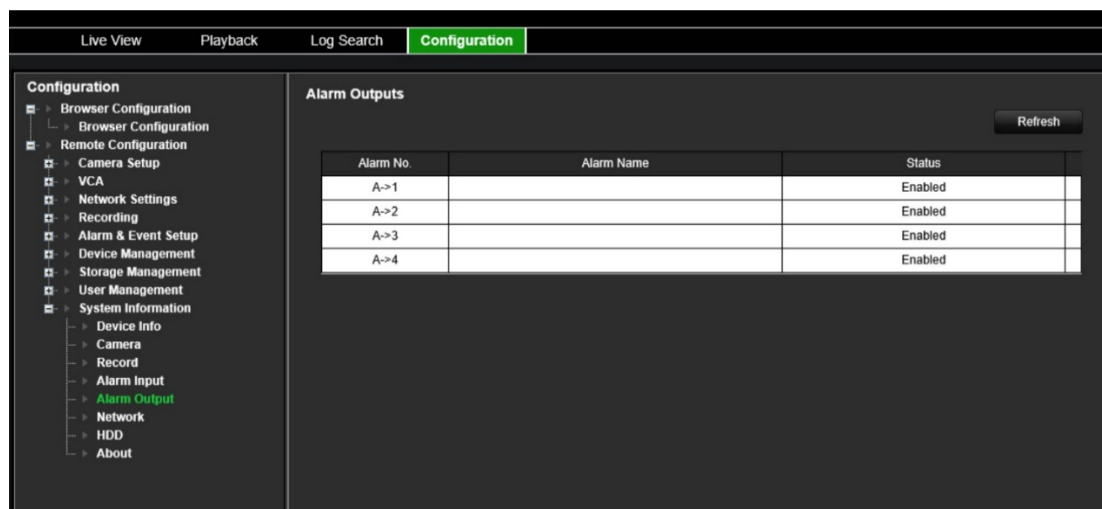 Live View Playback Log Search Configuration
Configuration
Browser Configuration
Browser Configuration
Remote Configuration
Camera Setup
VCA
Network Settings
Recording
Alarm & Event Setup
Device Management
Storage Management
User Management
System Information
Device Info
Camera
Record
Alarm Input
Alarm Output
Network
HDD
About
Alarm Outputs
Refresh
Alarm No. Alarm Name Status
A->1 Enabled
A->2 Enabled
A->3 Enabled
A->4 Enabled